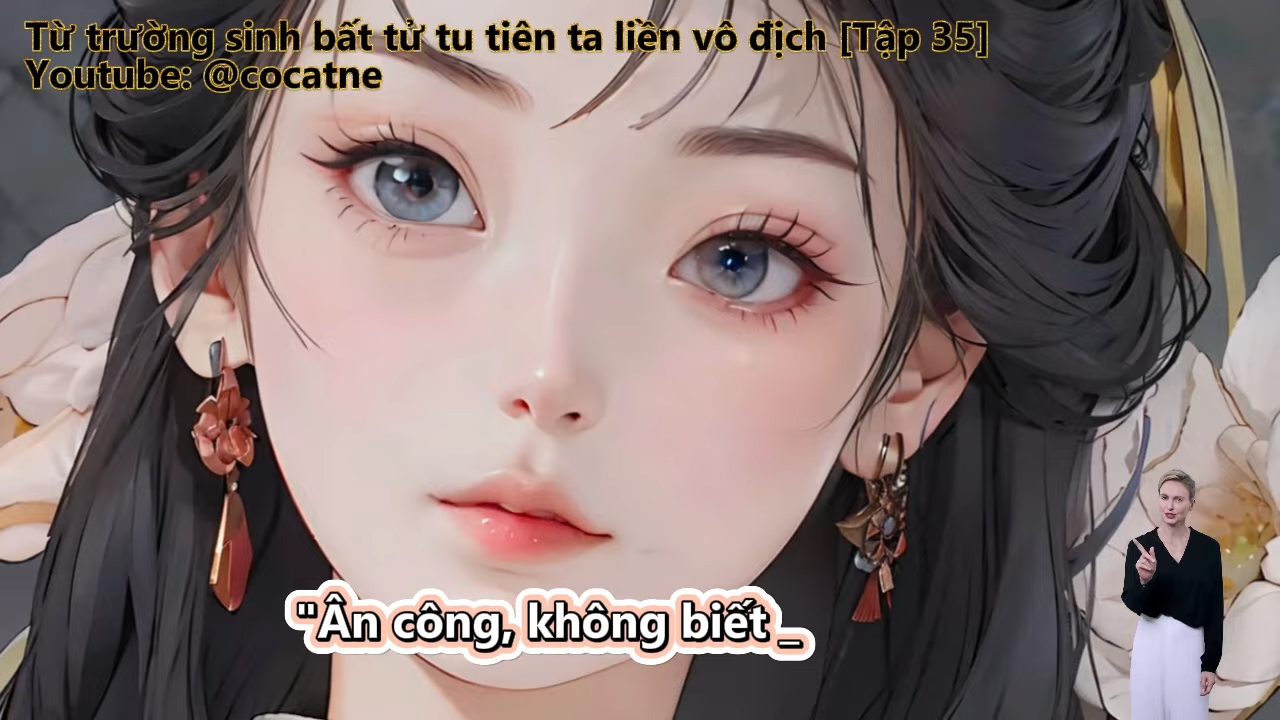 Từ trường sinh bất tử tu tiên ta liền vô địch [Tập 35]
Youtube: @cocatne
"Ân công, không biết _